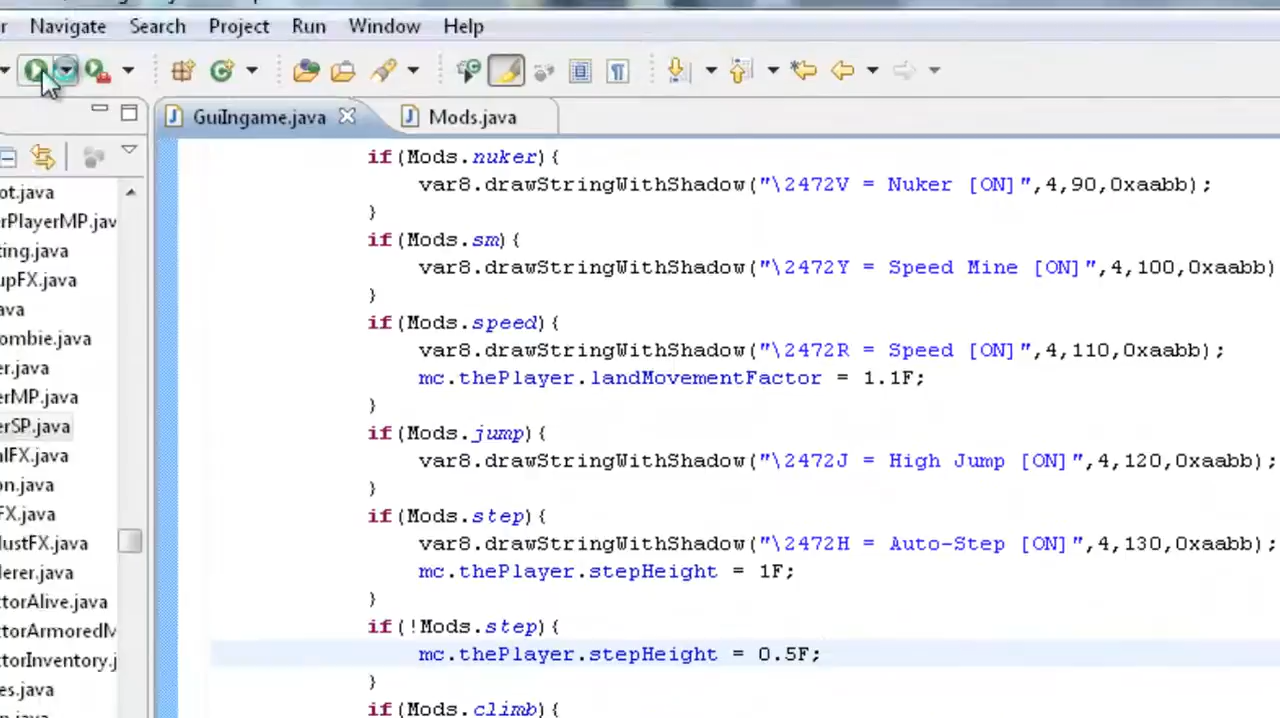 r Navigate Search Project Run Window Help
GuiIngame.java Mods.java
ot.java
erPlayerMP.jav
ting.java
upFX.java
ava
ombie.java
er.java
erMP.java
erSP.java
alFX.java
on.java
FX.java
dustFX.java
derer.java
ctorAlive.java
ctorArmoredM
ctorInventory.j
es.java
if(Mods.nuker){
var8.drawStringWithShadow("\2472V = Nuker [ON]",4,90,0xaabb);
}
if(Mods.sm){
var8.drawStringWithShadow("\2472Y = Speed Mine [ON]",4,100,0xaabb)
}
if(Mods.speed){
var8.drawStringWithShadow("\2472R = Speed [ON]",4,110,0xaabb);
mc.thePlayer.landMovementFactor = 1.1F;
}
if(Mods.jump){
var8.drawStringWithShadow("\2472J = High Jump [ON]",4,120,0xaabb);
}
if(Mods.step){
var8.drawStringWithShadow("\2472H = Auto-Step [ON]",4,130,0xaabb);
mc.thePlayer.stepHeight = 1F;
}
if(!Mods.step){
mc.thePlayer.stepHeight = 0.5F;
}
if(Mods.climb){